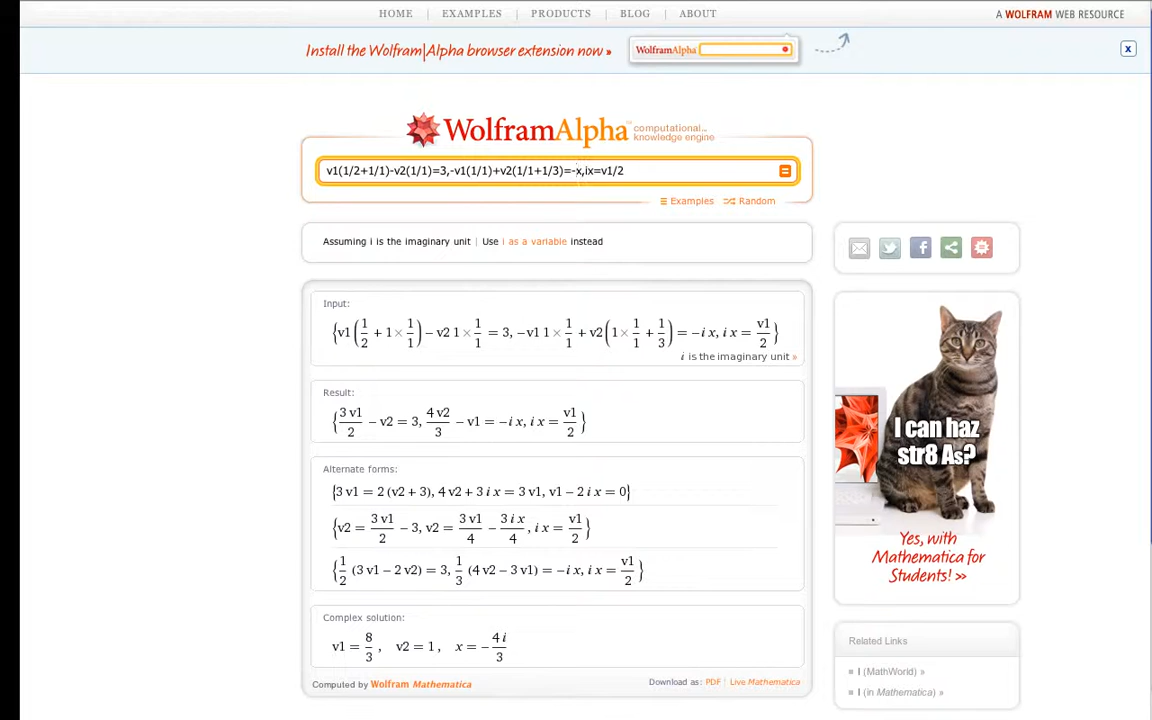 HOME | EXAMPLES | PRODUCTS | BLOG | ABOUT
A WOLFRAM WEB RESOURCE
Install the Wolfram|Alpha browser extension now »
WolframAlpha
x
WolframAlpha computational... knowledge engine
v1(1/2+1/1)-v2(1/1)=3,-v1(1/1)+v2(1/1+1/3)=-x,ix=v1/2
Examples Random
Assuming i is the imaginary unit | Use i as a variable instead
Input:
{v1(1/2 + 1×1/1) − v2 1×1/1 = 3, −v1 1×1/1 + v2(1×1/1 + 1/3) = −i x, i x = v1/2}
i is the imaginary unit »
Result:
{3 v1/2 − v2 = 3, 4 v2/3 − v1 = −i x, i x = v1/2}
Alternate forms:
{3 v1 = 2 (v2 + 3), 4 v2 + 3 i x = 3 v1, v1 − 2 i x = 0}
{v2 = 3 v1/2 − 3, v2 = 3 v1/4 − 3 i x/4, i x = v1/2}
{1/2 (3 v1 − 2 v2) = 3, 1/3 (4 v2 − 3 v1) = −i x, i x = v1/2}
Complex solution:
v1 = 8/3, v2 = 1, x = −4 i/3
Computed by Wolfram Mathematica
Download as: PDF | Live Mathematica
I can haz
str8 As?
Yes, with
Mathematica for
Students! »
Related Links
I (MathWorld) »
I (in Mathematica) »